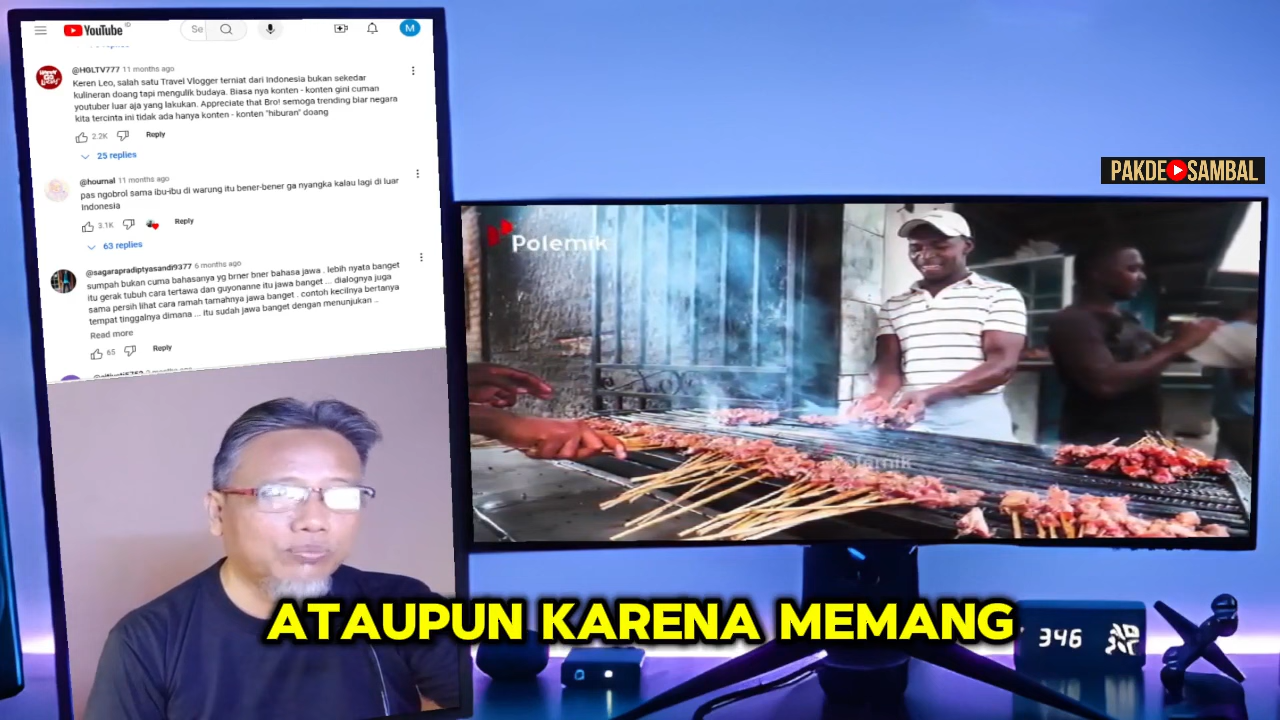 YouTube
ID
Se
M
@HGLTV777 11 months ago
Keren Leo, salah satu Travel Vlogger terniat dari Indonesia bukan sekedar
kulineran doang tapi mengulik budaya. Biasa nya konten - konten gini cuman
youtuber luar aja yang lakukan. Appreciate that Bro! semoga trending biar negara
kita tercinta ini tidak ada hanya konten - konten "hiburan" doang
2.2K Reply
25 replies
@hournal 11 months ago
pas ngobrol sama ibu-ibu di warung itu bener-bener ga nyangka kalau lagi di luar
Indonesia
3.1K Reply
63 replies
@sagarapradiptyasandi9377 6 months ago
sumpah bukan cuma bahasanya yg brner bner bahasa jawa . lebih nyata banget
itu gerak tubuh cara tertawa dan guyonanne itu jawa banget ... dialognya juga
sama persih lihat cara ramah tamahnya jawa banget . contoh kecilnya bertanya
tempat tinggalnya dimana ... itu sudah jawa banget dengan menunjukan ..
Read more
65 Reply
PAKDE SAMBAL
Polemik
ATAUPUN KARENA MEMANG
346